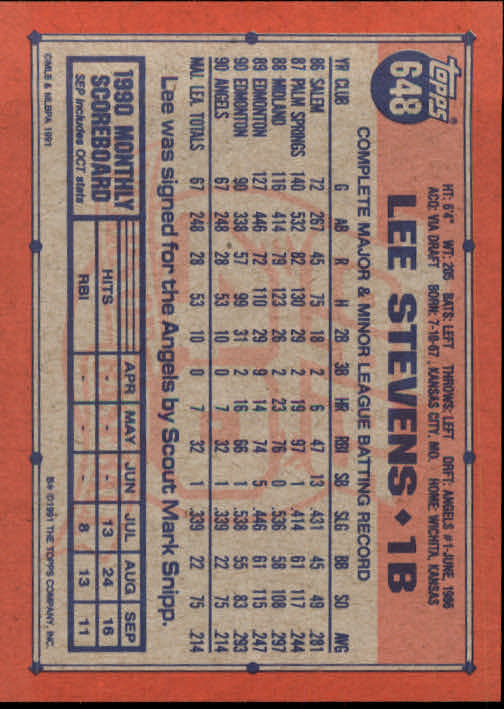 TOPPS®
648
LEE STEVENS ◆ 1B
HT: 6'4" WT: 205 BATS: LEFT THROWS: LEFT DRFT: ANGELS #1-JUNE, 1986
ACQ: VIA DRAFT BORN: 7-10-67, KANSAS CITY, MO. HOME: WICHITA, KANSAS
COMPLETE MAJOR & MINOR LEAGUE BATTING RECORD
YR CLUB G AB R H 2B 3B HR RBI SB SLG BB SO AVG
86 SALEM 72 267 45 75 18 2 6 47 13 .431 45 49 .281
87 PALM SPRINGS 140 532 82 130 29 2 19 97 1 .414 61 117 .244
88 MIDLAND 116 414 79 123 26 2 23 76 0 .536 58 108 .297
89 EDMONTON 127 446 72 110 29 9 14 74 5 .446 61 115 .247
90 EDMONTON 90 338 57 99 31 2 16 66 1 .538 55 83 .293
90 ANGELS 67 248 28 53 10 0 7 32 1 .339 22 75 .214
MAJ. LEA. TOTALS 67 248 28 53 10 0 7 32 1 .339 22 75 .214
Lee was signed for the Angels by Scout Mark Snipp.
1990 MONTHLY
SCOREBOARD
SEP includes OCT stats
APR MAY JUN JUL AUG SEP
HITS - - - 13 24 16
RBI - - - 8 13 11
©MLB & MLBPA 1991
B* ©1991 THE TOPPS COMPANY, INC.